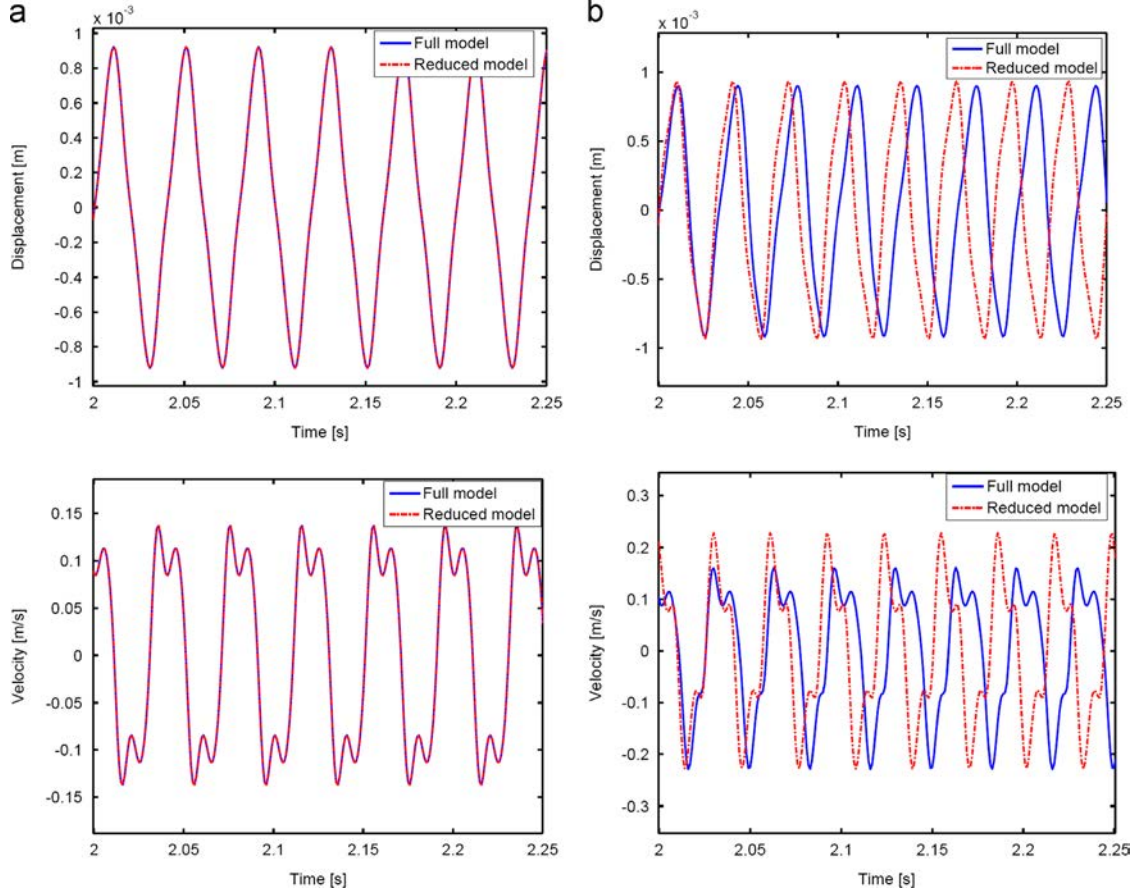 a
x 10⁻³
1
0.8
0.6
0.4
0.2
0
-0.2
-0.4
-0.6
-0.8
-1
Displacement [m]
Full model
Reduced model
2
2.05
2.1
2.15
2.2
2.25
Time [s]
b
x 10⁻³
1
0.5
0
-0.5
-1
Displacement [m]
Full model
Reduced model
2
2.05
2.1
2.15
2.2
2.25
Time [s]
0.15
0.1
0.05
0
-0.05
-0.1
-0.15
Velocity [m/s]
Full model
Reduced model
2
2.05
2.1
2.15
2.2
2.25
Time [s]
0.3
0.2
0.1
0
-0.1
-0.2
-0.3
Velocity [m/s]
Full model
Reduced model
2
2.05
2.1
2.15
2.2
2.25
Time [s]